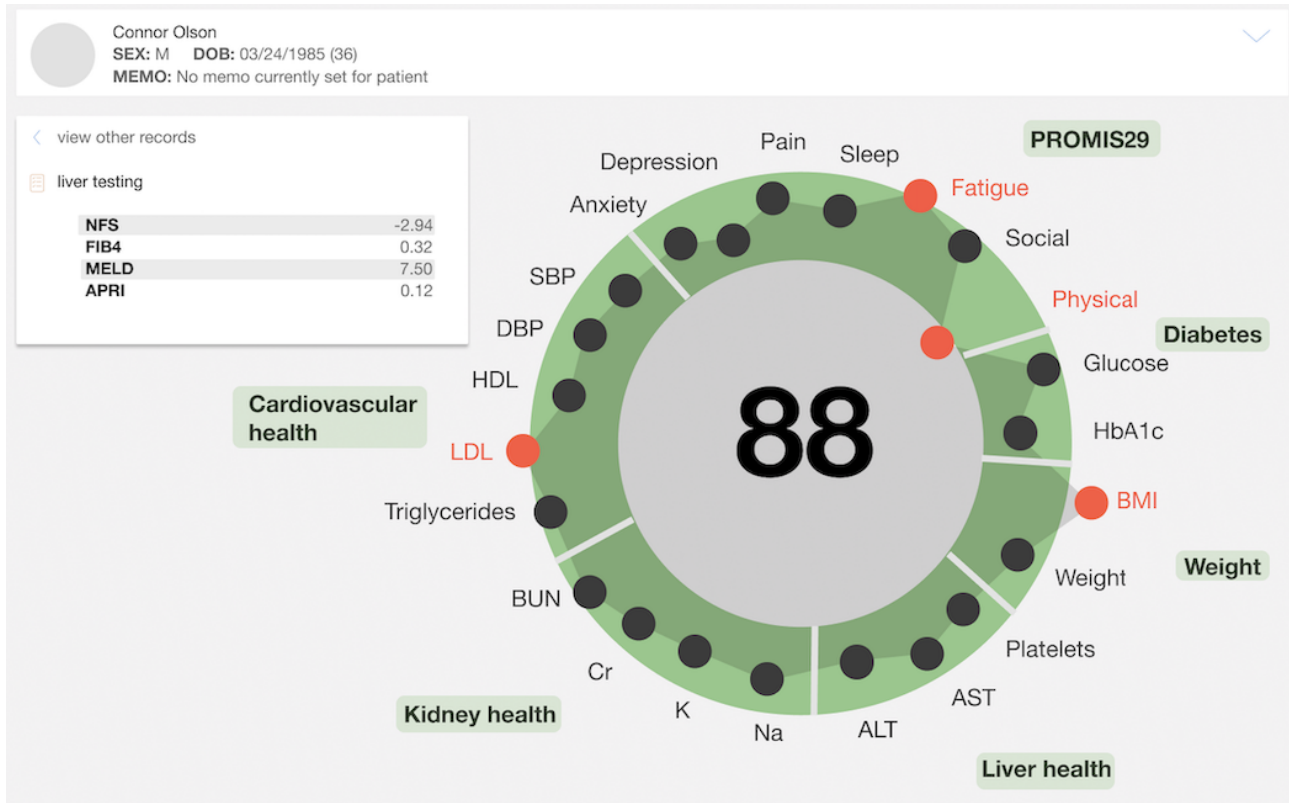 Connor Olson
SEX: M DOB: 03/24/1985 (36)
MEMO: No memo currently set for patient
view other records
liver testing
NFS -2.94
FIB4 0.32
MELD 7.50
APRI 0.12
PROMIS29
Pain
Sleep
Depression
Fatigue
Anxiety
Social
SBP
Physical
DBP
Diabetes
Glucose
HDL
Cardiovascular
health
88
HbA1c
LDL
BMI
Triglycerides
Weight
Weight
BUN
Platelets
Cr
AST
Kidney health
K
Na
ALT
Liver health